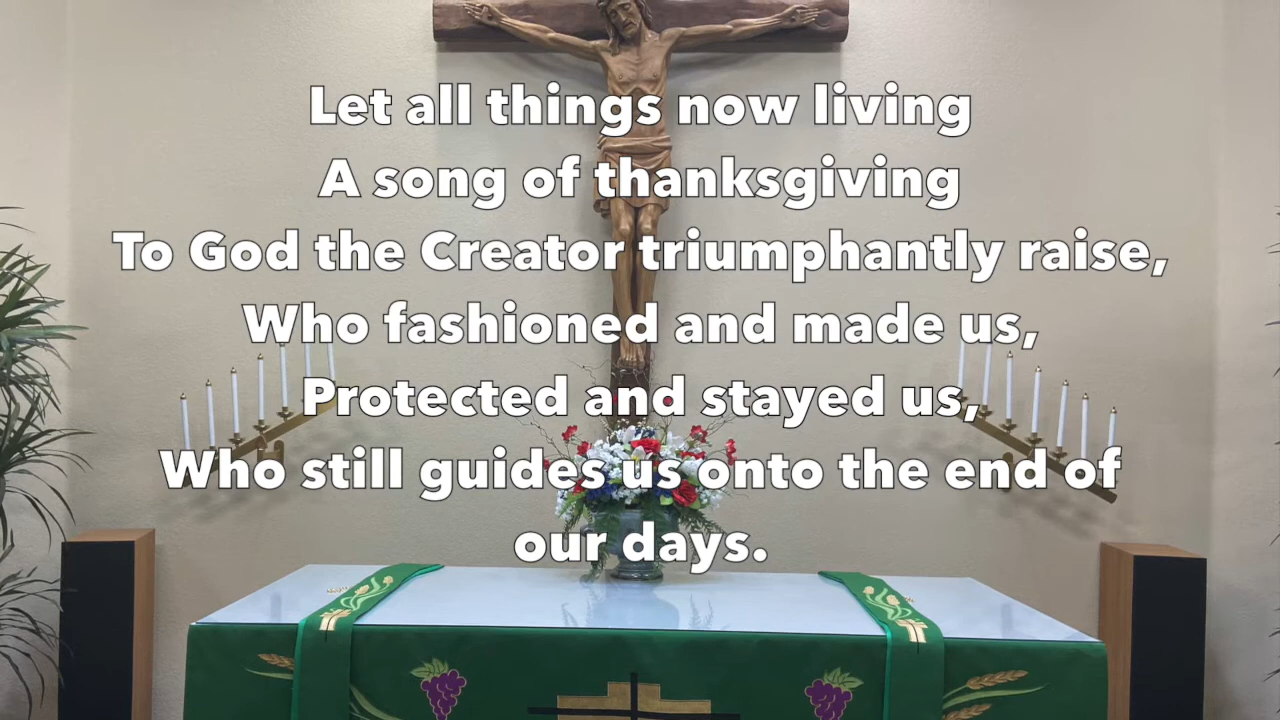 Let all things now living
A song of thanksgiving
To God the Creator triumphantly raise,
Who fashioned and made us,
Protected and stayed us,
Who still guides us onto the end of
our days.